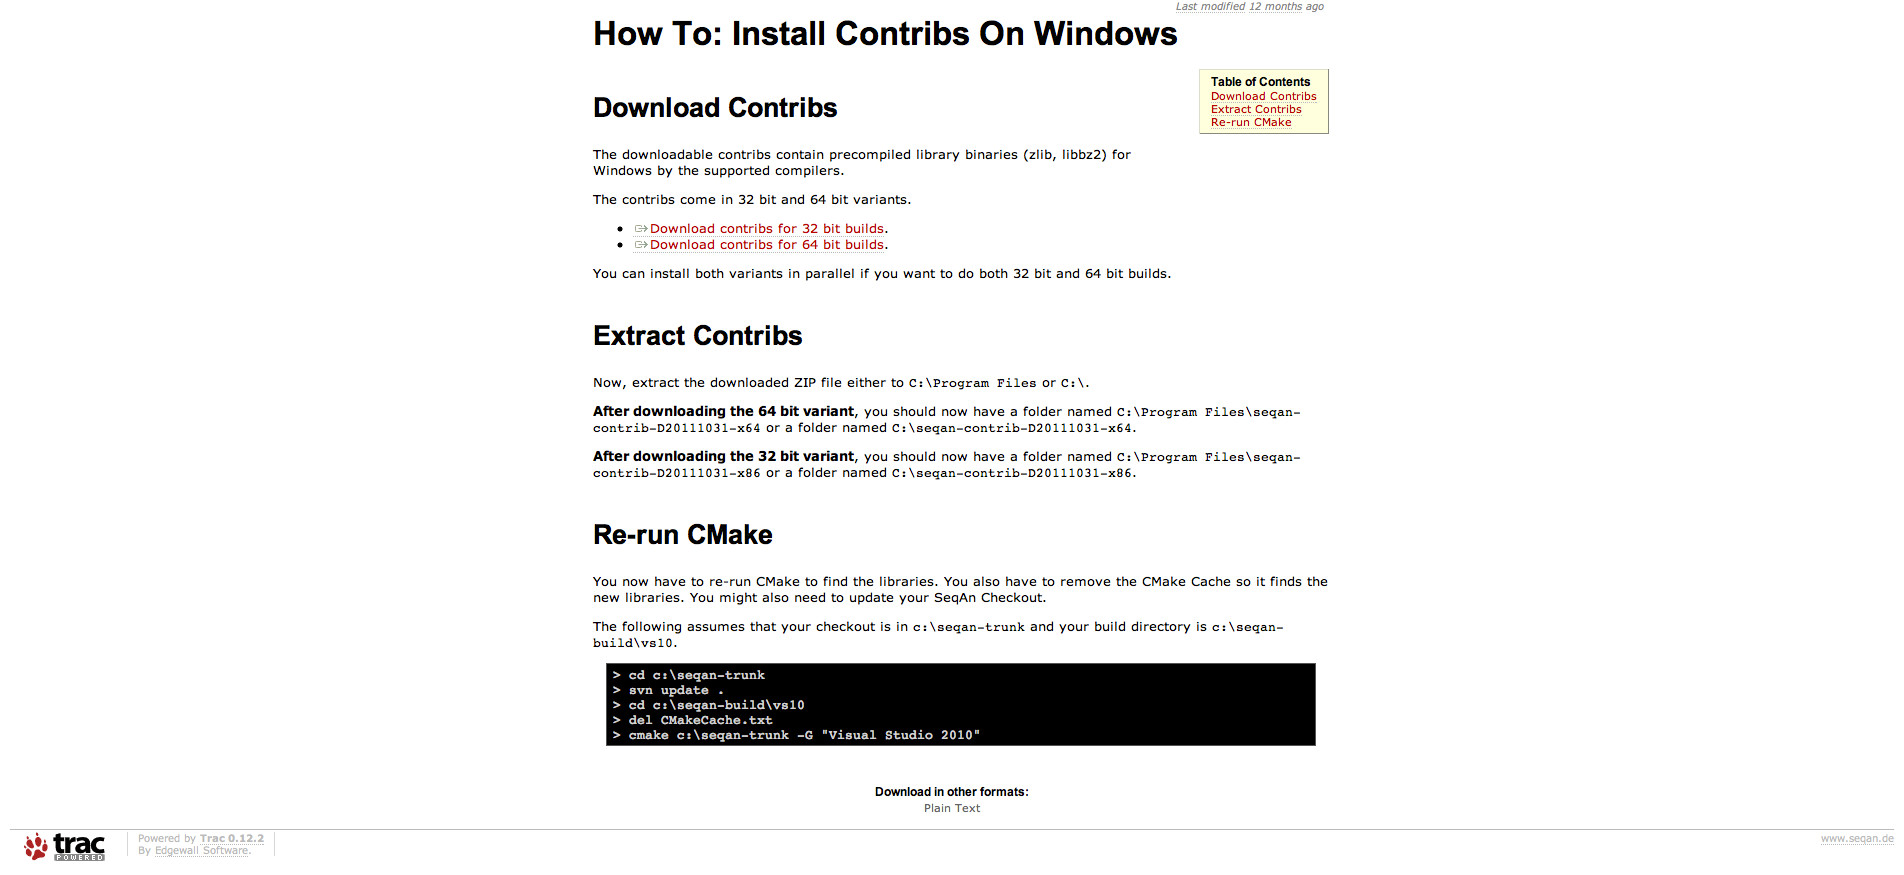 Last modified 12 months ago
How To: Install Contribs On Windows
Table of Contents
Download Contribs
Extract Contribs
Re-run CMake
Download Contribs
The downloadable contribs contain precompiled library binaries (zlib, libbz2) for
Windows by the supported compilers.
The contribs come in 32 bit and 64 bit variants.
• Download contribs for 32 bit builds.
• Download contribs for 64 bit builds.
You can install both variants in parallel if you want to do both 32 bit and 64 bit builds.
Extract Contribs
Now, extract the downloaded ZIP file either to C:\Program Files or C:\.
After downloading the 64 bit variant, you should now have a folder named C:\Program Files\seqan-
contrib-D20111031-x64 or a folder named C:\seqan-contrib-D20111031-x64.
After downloading the 32 bit variant, you should now have a folder named C:\Program Files\seqan-
contrib-D20111031-x86 or a folder named C:\seqan-contrib-D20111031-x86.
Re-run CMake
You now have to re-run CMake to find the libraries. You also have to remove the CMake Cache so it finds the
new libraries. You might also need to update your SeqAn Checkout.
The following assumes that your checkout is in c:\seqan-trunk and your build directory is c:\seqan-
build\vs10.
> cd c:\seqan-trunk
> svn update .
> cd c:\seqan-build\vs10
> del CMakeCache.txt
> cmake c:\seqan-trunk -G "Visual Studio 2010"
Download in other formats:
Plain Text
trac
POWERED
Powered by Trac 0.12.2
By Edgewall Software.
www.seqan.de